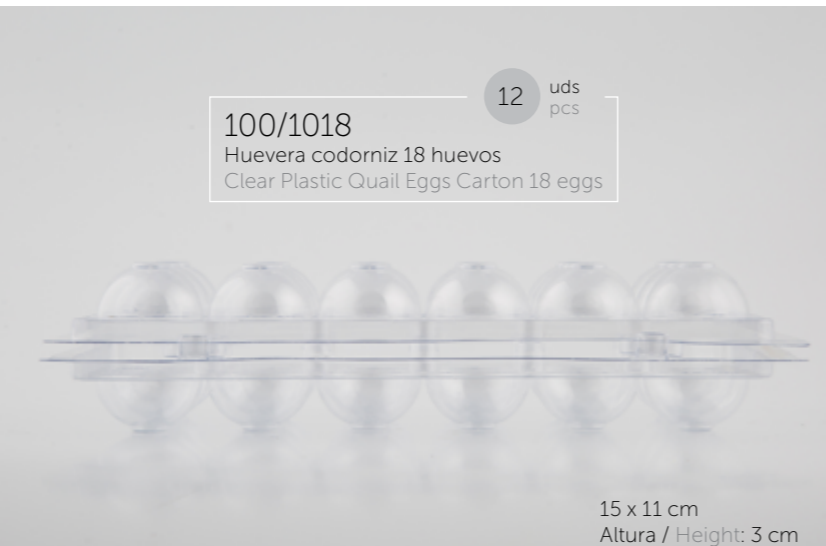 12
uds
pcs
100/1018
Huevera codorniz 18 huevos
Clear Plastic Quail Eggs Carton 18 eggs
15 x 11 cm
Altura / Height: 3 cm